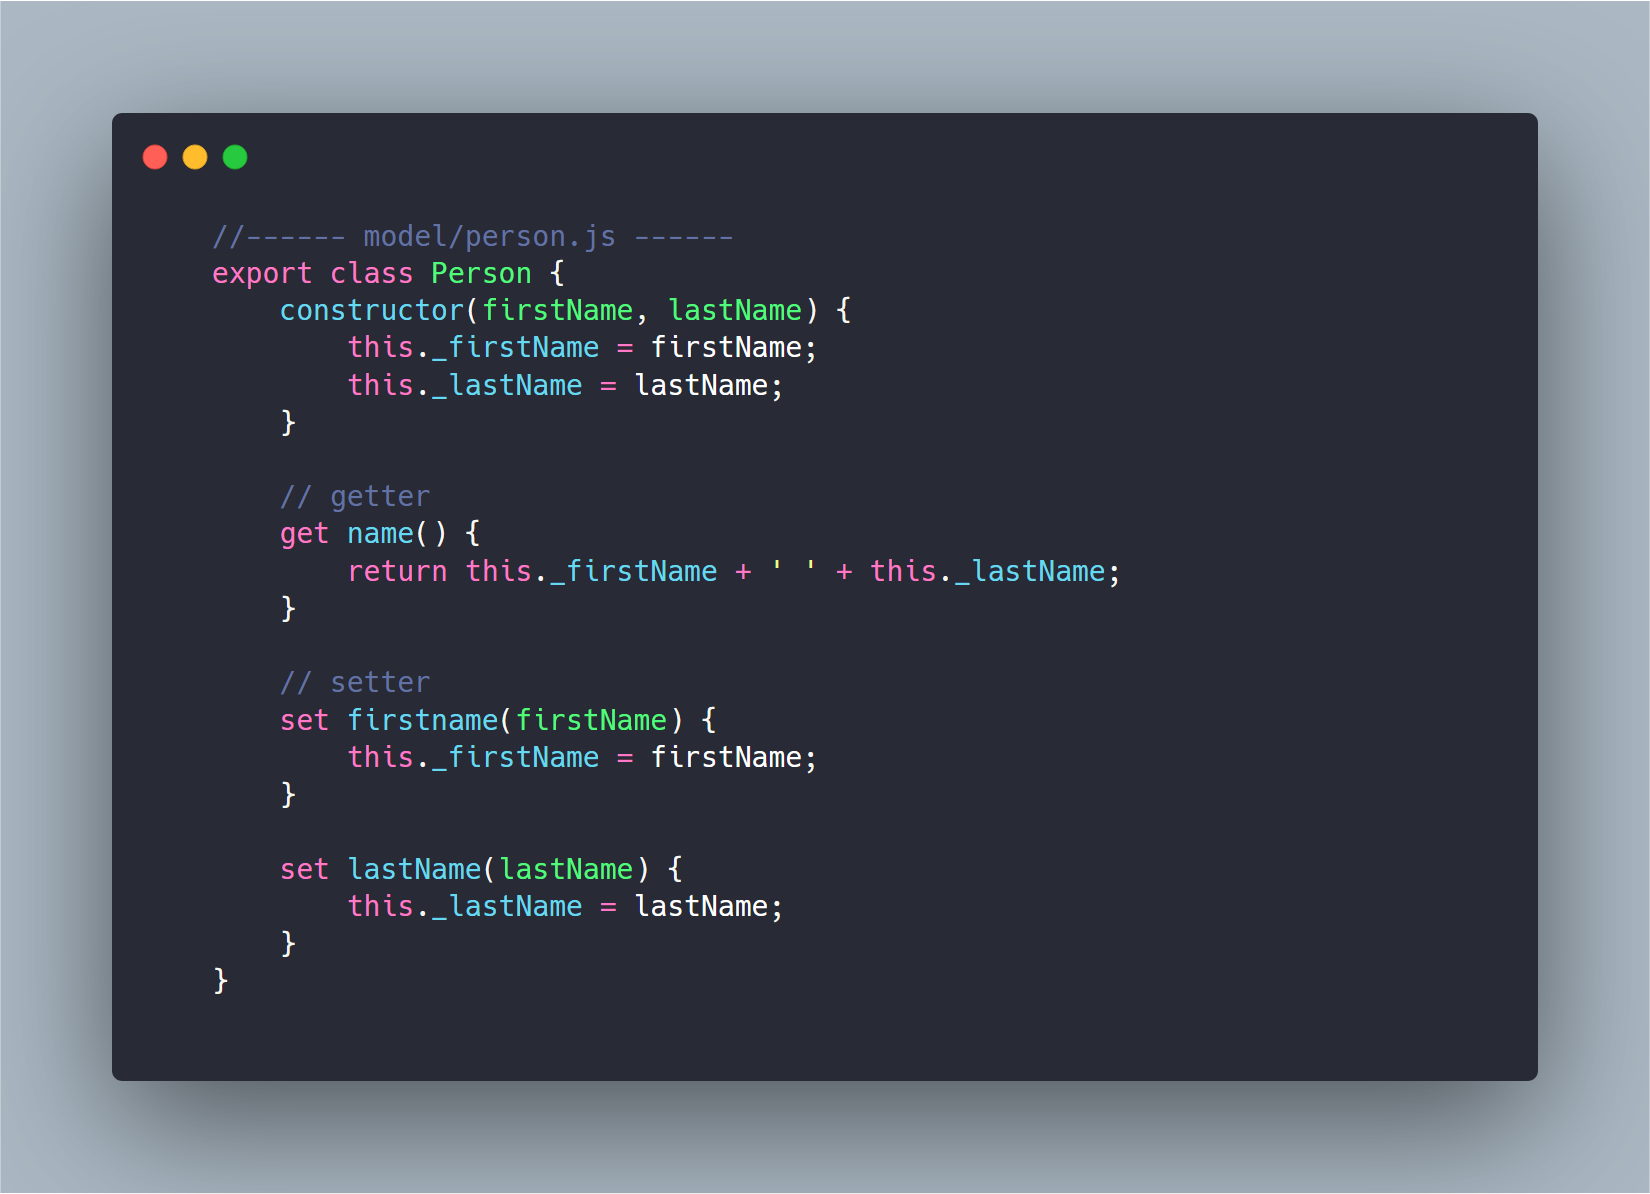 //------ model/person.js ------
export class Person {
    constructor(firstName, lastName) {
        this._firstName = firstName;
        this._lastName = lastName;
    }

    // getter
    get name() {
        return this._firstName + ' ' + this._lastName;
    }

    // setter
    set firstname(firstName) {
        this._firstName = firstName;
    }

    set lastName(lastName) {
        this._lastName = lastName;
    }
}